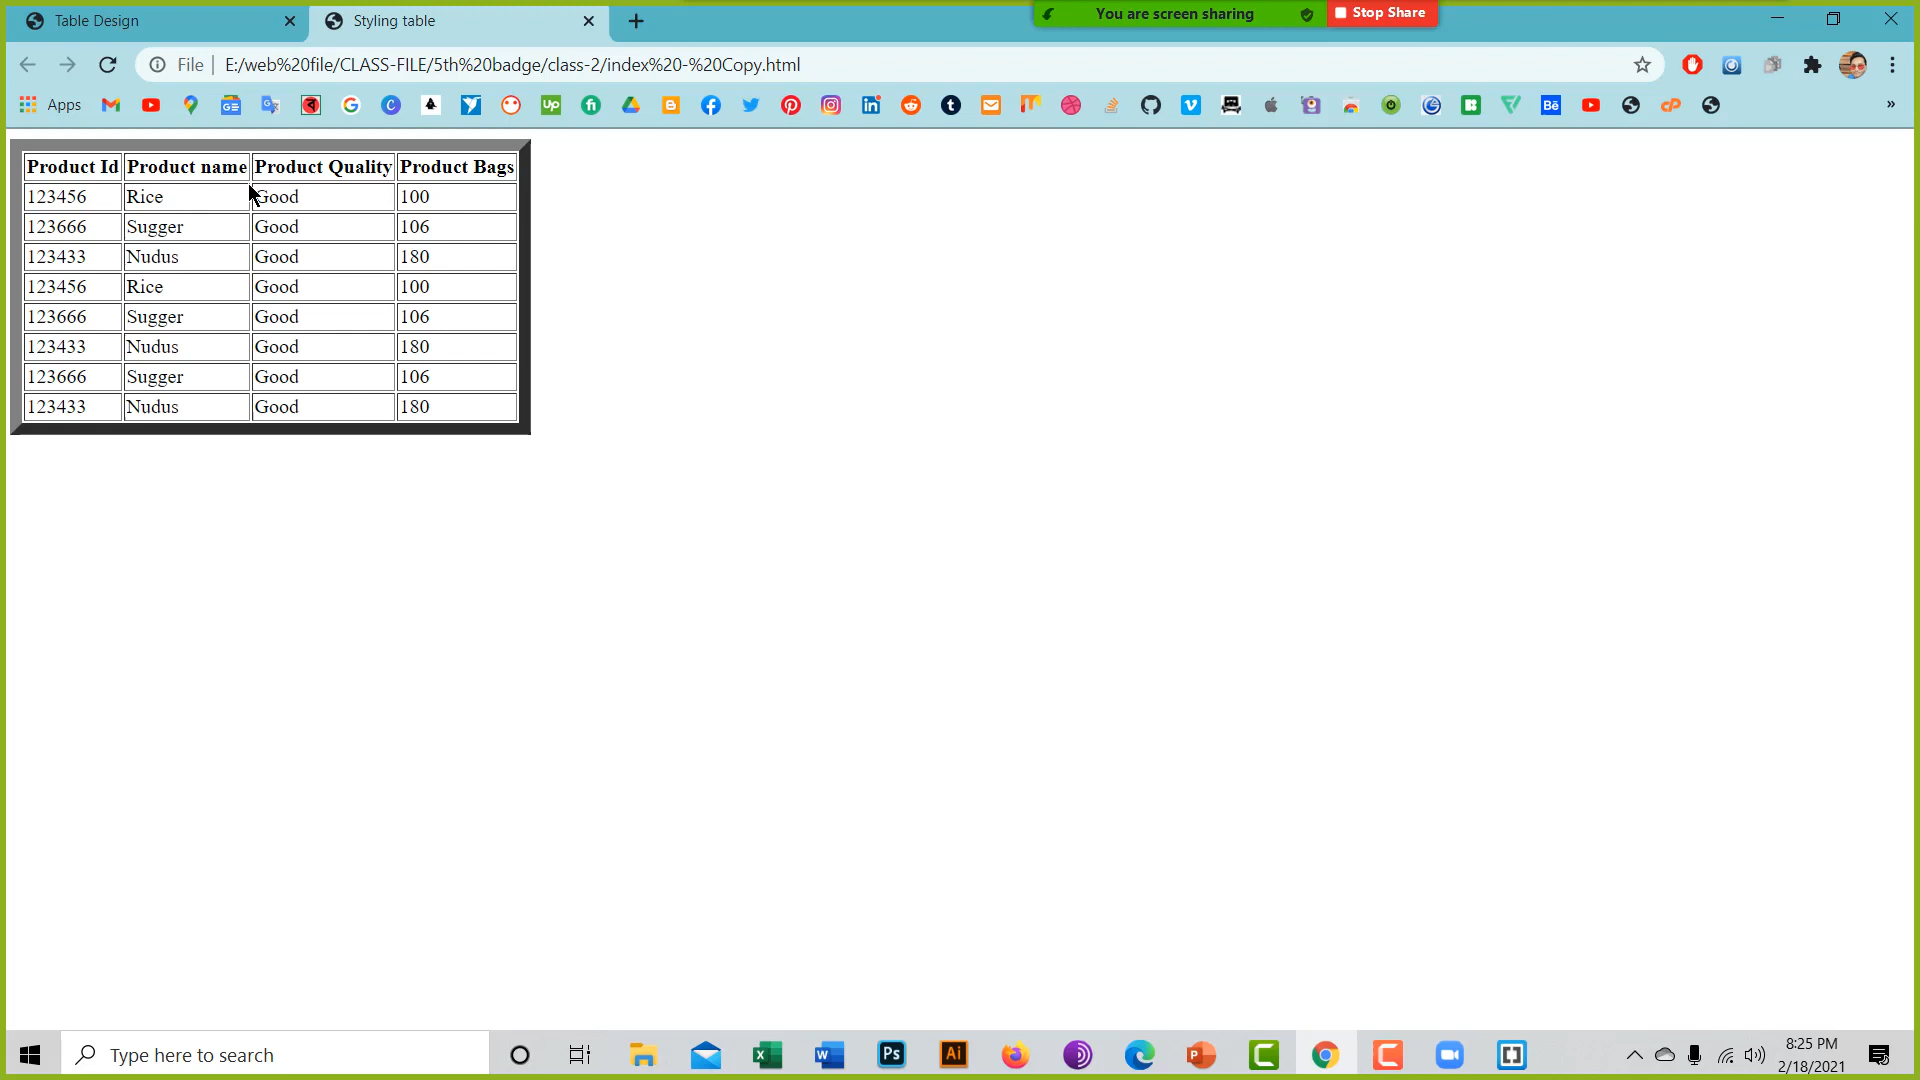 Table Design
Styling table
You are screen sharing
Stop Share
File
E:/web%20file/CLASS-FILE/5th%20badge/class-2/index%20-%20Copy.html
Apps
Product Id Product name Product Quality Product Bags
123456 Rice Good 100
123666 Sugger Good 106
123433 Nudus Good 180
123456 Rice Good 100
123666 Sugger Good 106
123433 Nudus Good 180
123666 Sugger Good 106
123433 Nudus Good 180
Type here to search
8:25 PM
2/18/2021